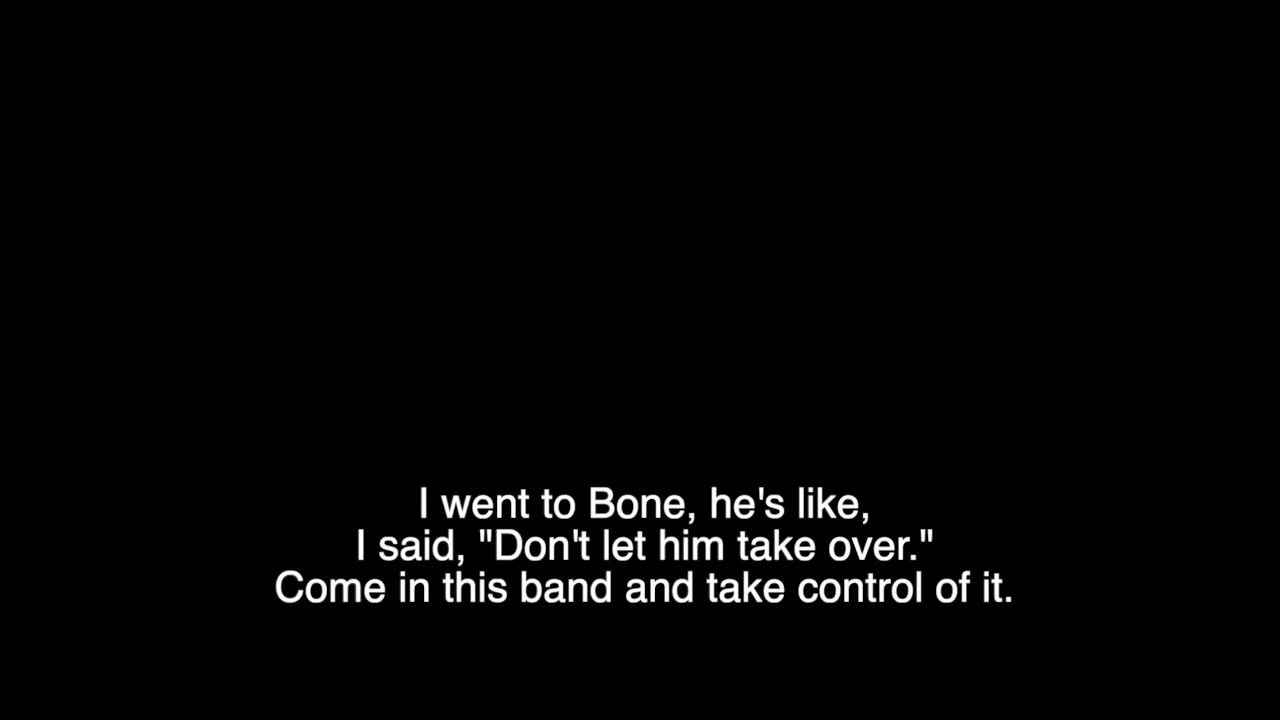 I went to Bone, he's like,
I said, "Don't let him take over."
Come in this band and take control of it.